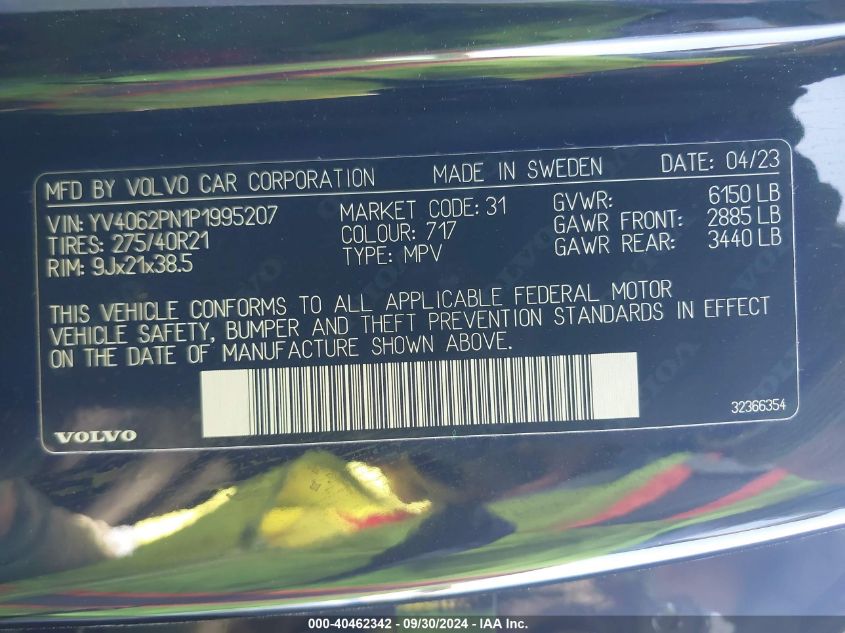 MFD BY VOLVO CAR CORPORATION MADE IN SWEDEN DATE: 04/23
VIN: YV4062PN1P1995207 MARKET CODE: 31 GVWR: 6150 LB
TIRES: 275/40R21 COLOUR: 717 GAWR FRONT: 2885 LB
RIM: 9Jx21x38.5 TYPE: MPV GAWR REAR: 3440 LB
THIS VEHICLE CONFORMS TO ALL APPLICABLE FEDERAL MOTOR
VEHICLE SAFETY, BUMPER AND THEFT PREVENTION STANDARDS IN EFFECT
ON THE DATE OF MANUFACTURE SHOWN ABOVE.
32366354
VOLVO
000-40462342 / 09/30/2024 - IAA Inc.